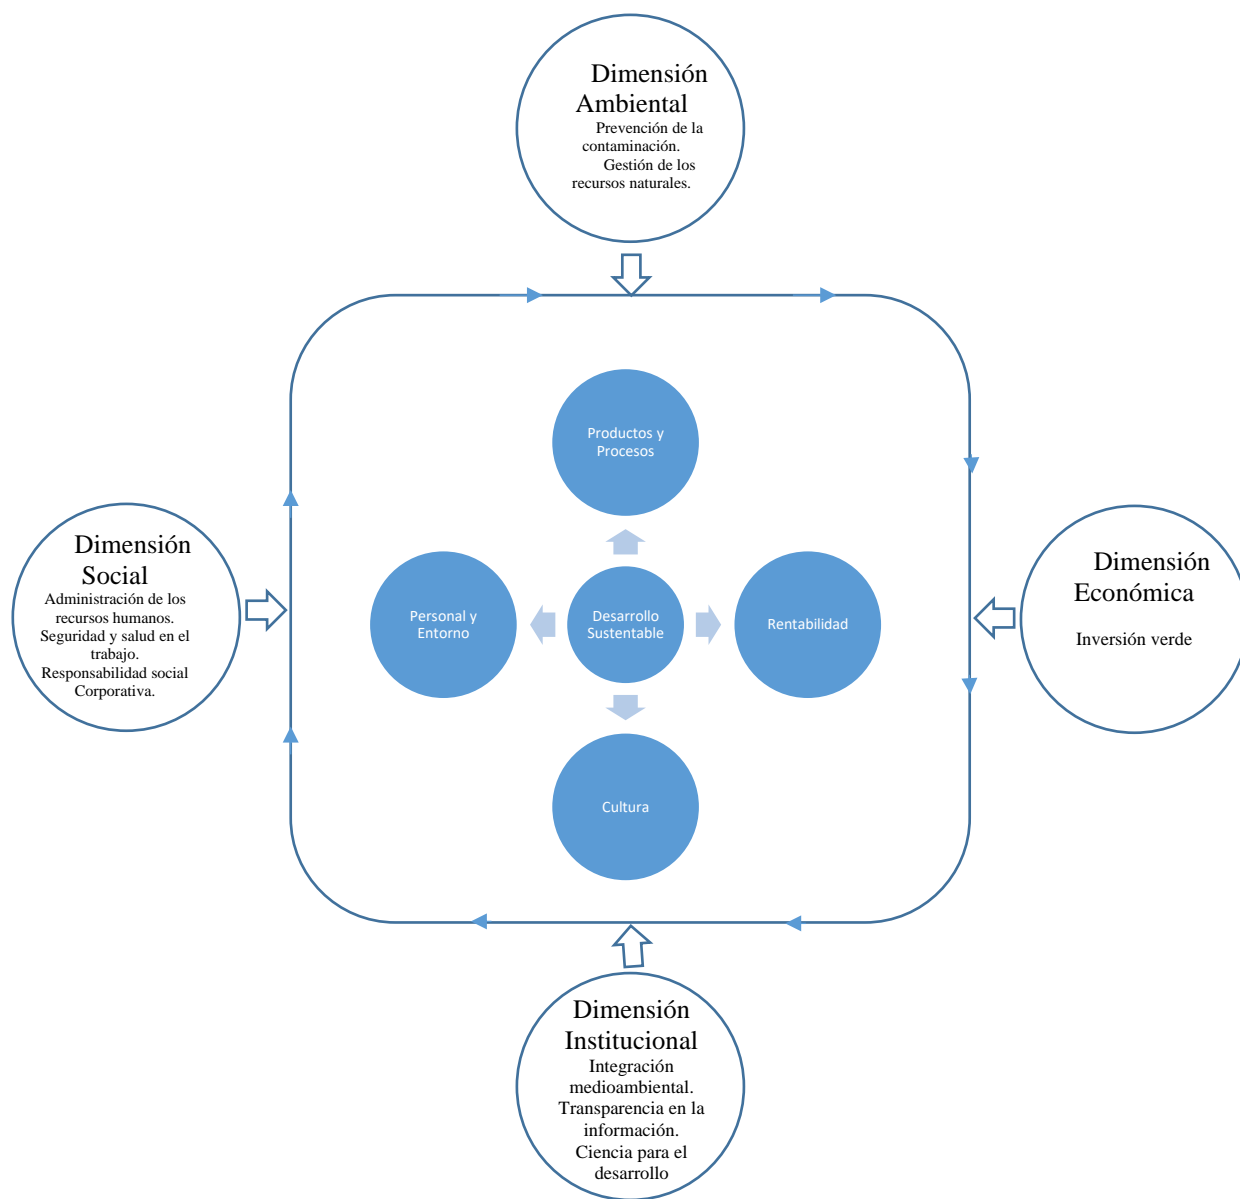 Dimensión
Ambiental
Prevención de la
contaminación.
Gestión de los
recursos naturales.
Productos y
Procesos
Dimensión
Social
Administración de los
recursos humanos.
Seguridad y salud en el
trabajo.
Responsabilidad social
Corporativa.
Personal y
Entorno
Desarrollo
Sustentable
Rentabilidad
Dimensión
Económica
Inversión verde
Cultura
Dimensión
Institucional
Integración
medioambiental.
Transparencia en la
información.
Ciencia para el
desarrollo